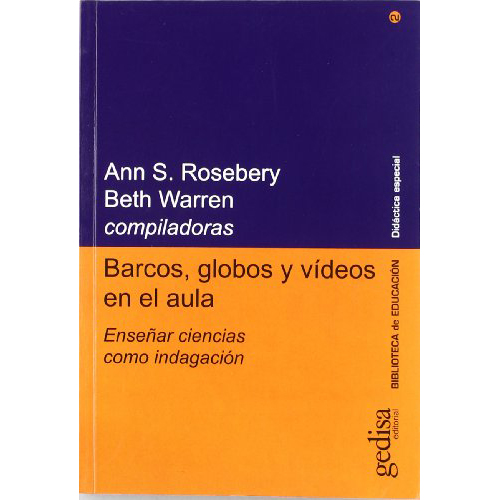 2
Ann S. Rosebery
Beth Warren
compiladoras
Barcos, globos y vídeos
en el aula
Enseñar ciencias
como indagación
BIBLIOTECA de EDUCACIÓN
Didáctica especial
gedisa
editorial